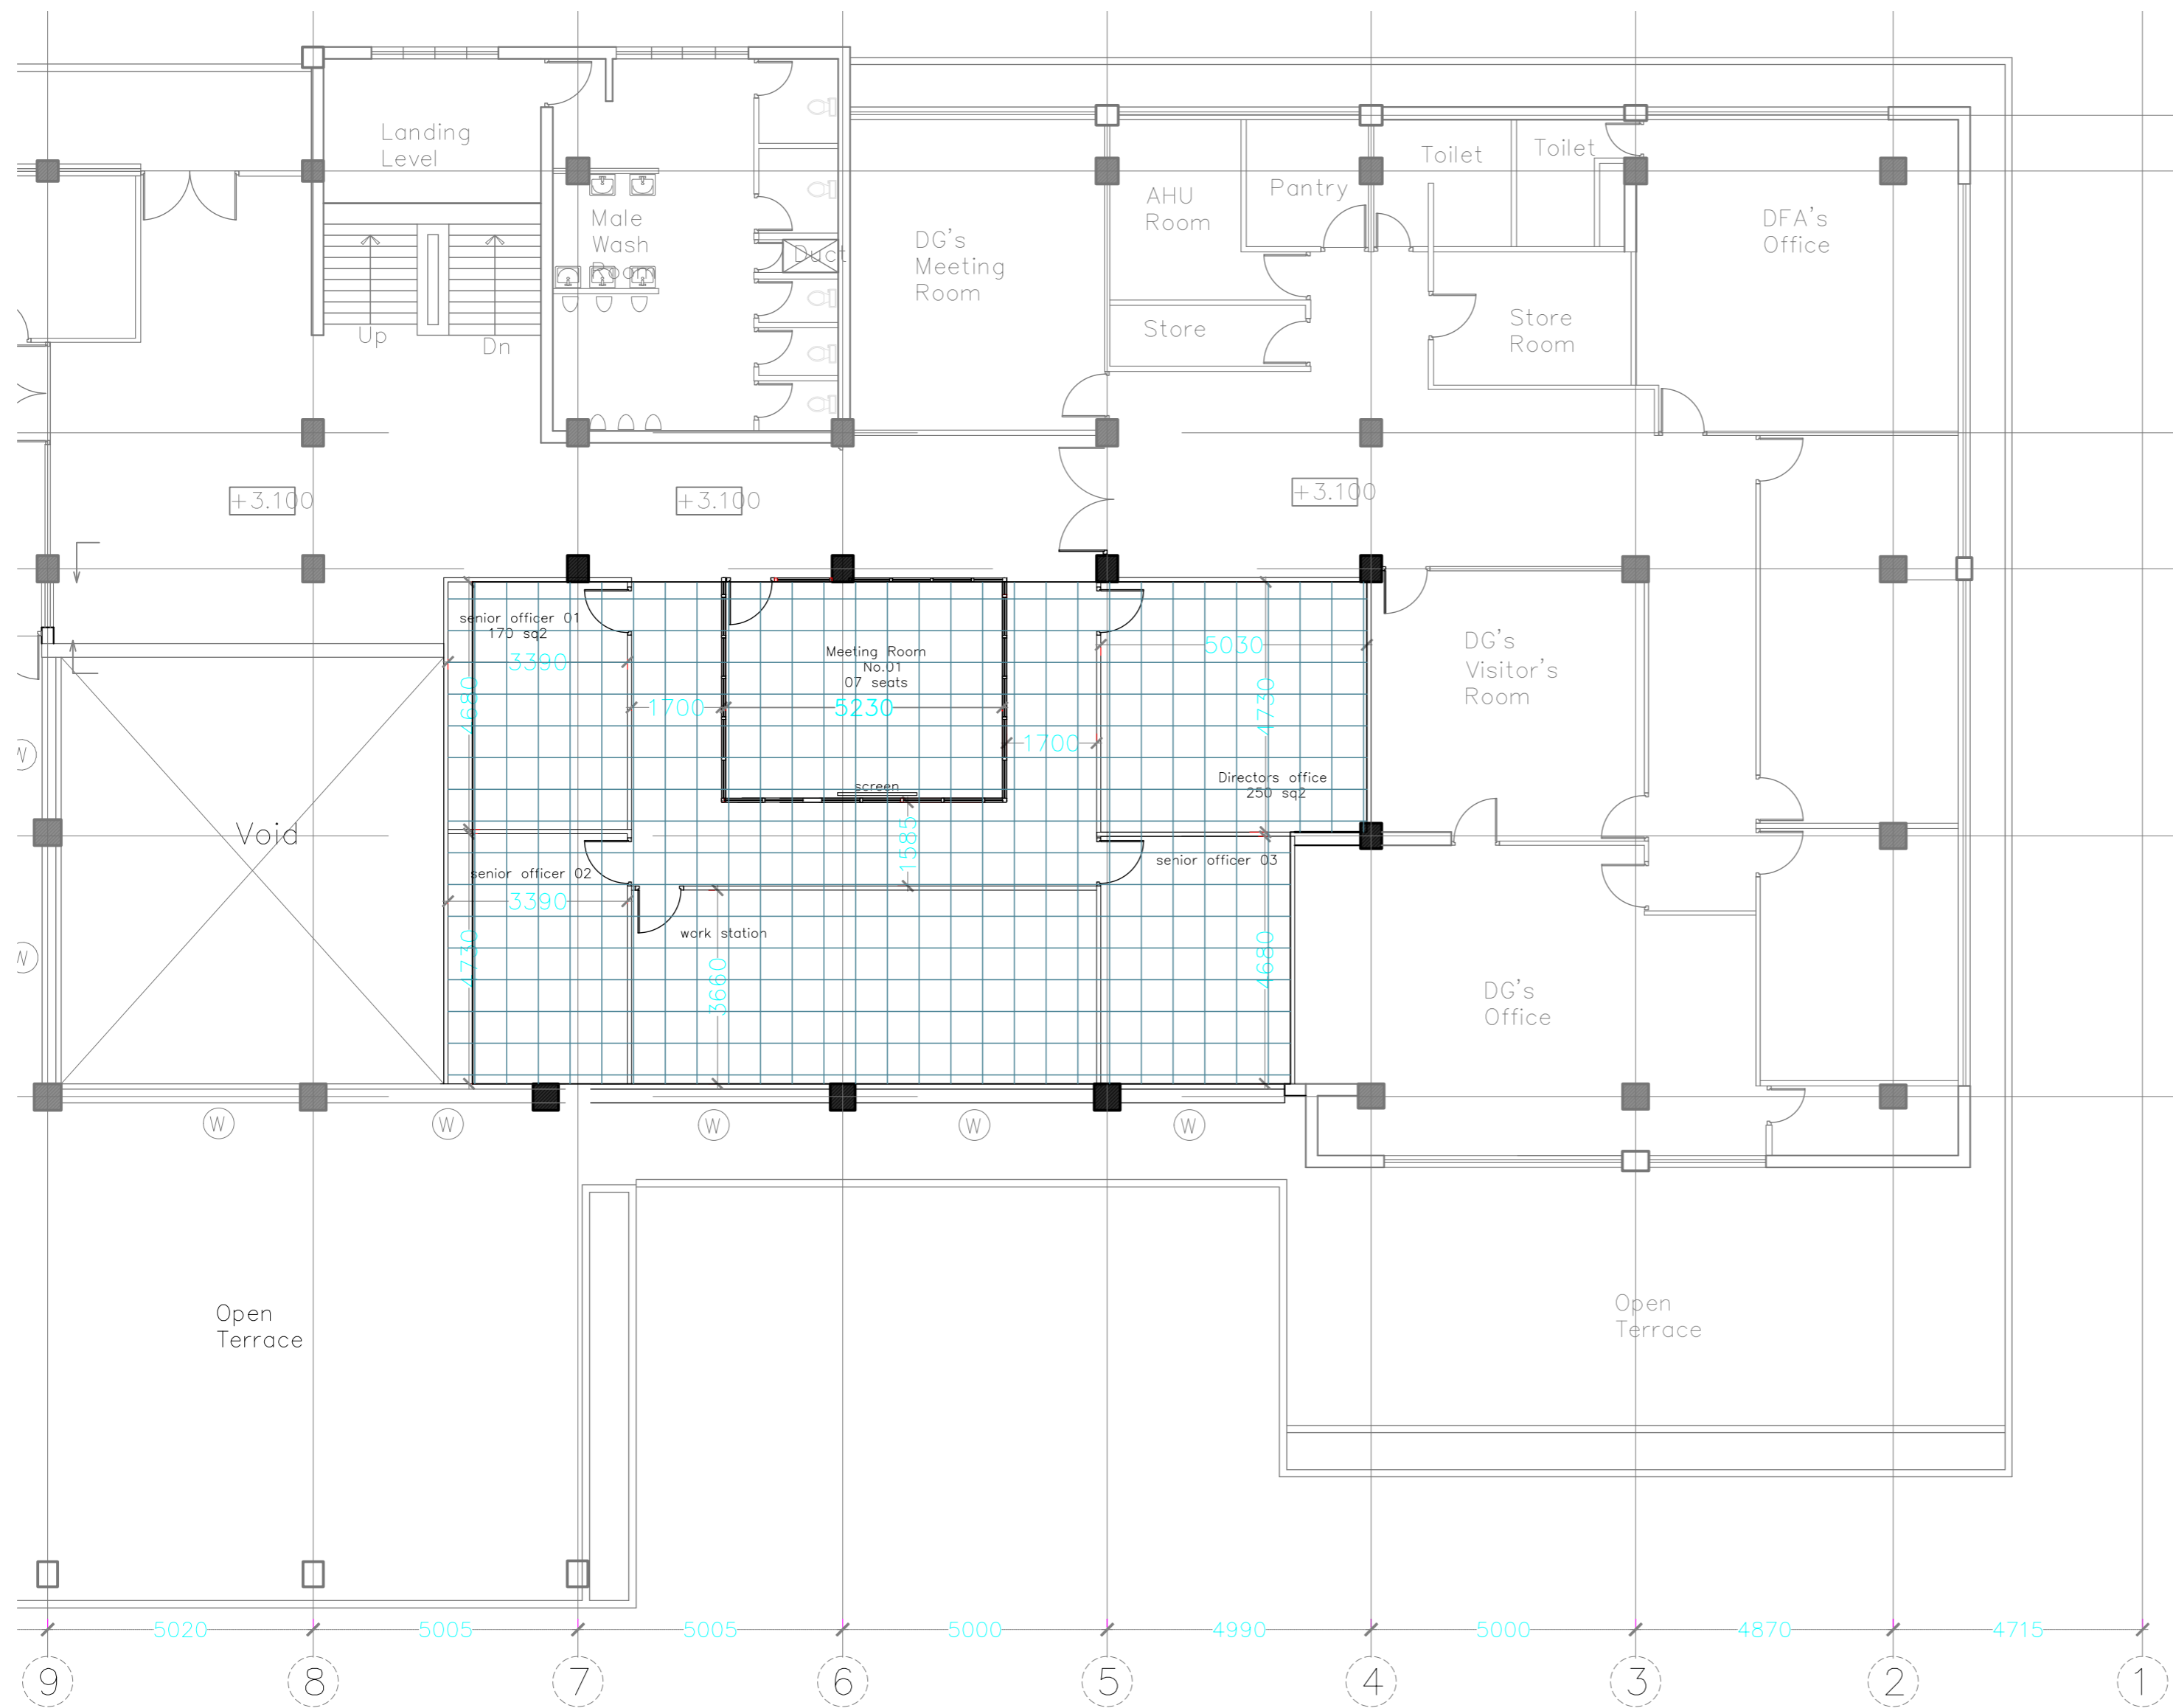 Landing
Level
Male
Wash
Room
Duct
Up
Dn
DG's
Meeting
Room
AHU
Room
Pantry
Toilet
Toilet
Store
Store
Room
DFA's
Office
+3.100
+3.100
+3.100
senior officer 01
170 sq2
3390
4680
1700
Meeting Room
No.01
07 seats
5230
screen
1700
5030
4730
Directors office
250 sq2
DG's
Visitor's
Room
Void
senior officer 02
3390
4730
1585
work station
3660
senior officer 03
4680
DG's
Office
W
W
W
W
W
W
W
Open
Terrace
Open
Terrace
5020
5005
5005
5000
4990
5000
4870
4715
9
8
7
6
5
4
3
2
1